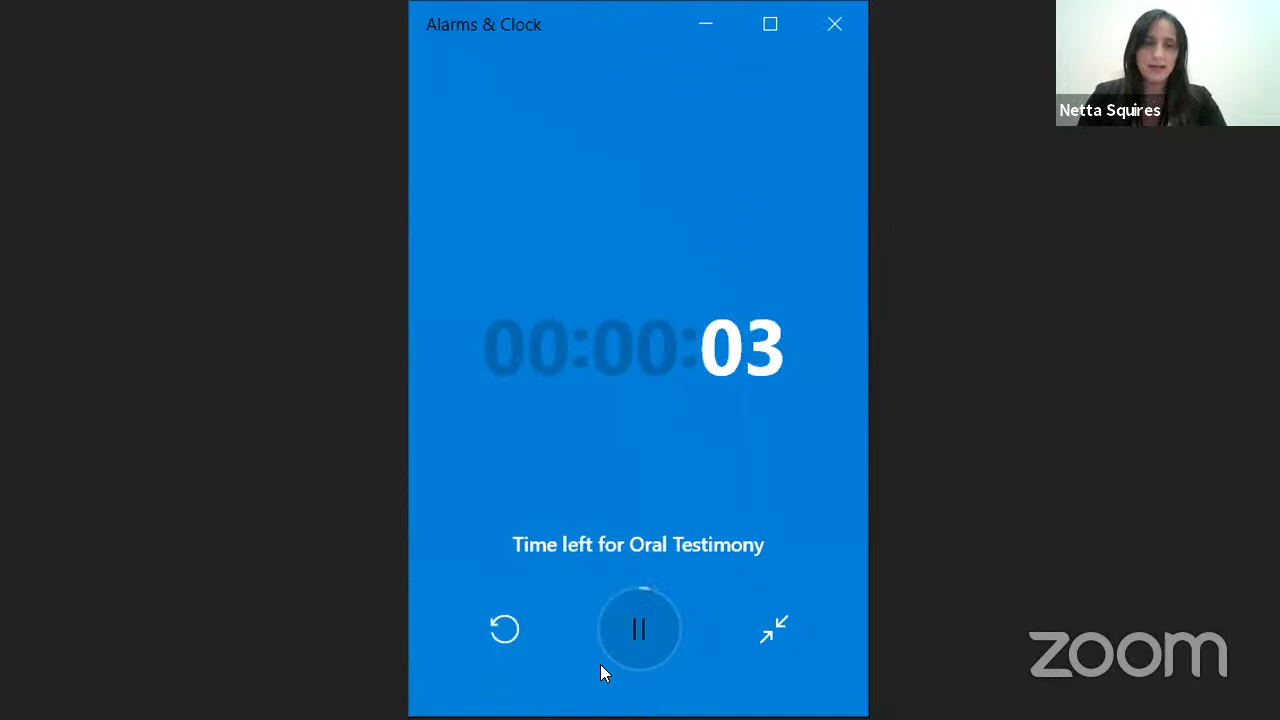 Alarms & Clock
Netta Squires
00:00:03
Time left for Oral Testimony
zoom